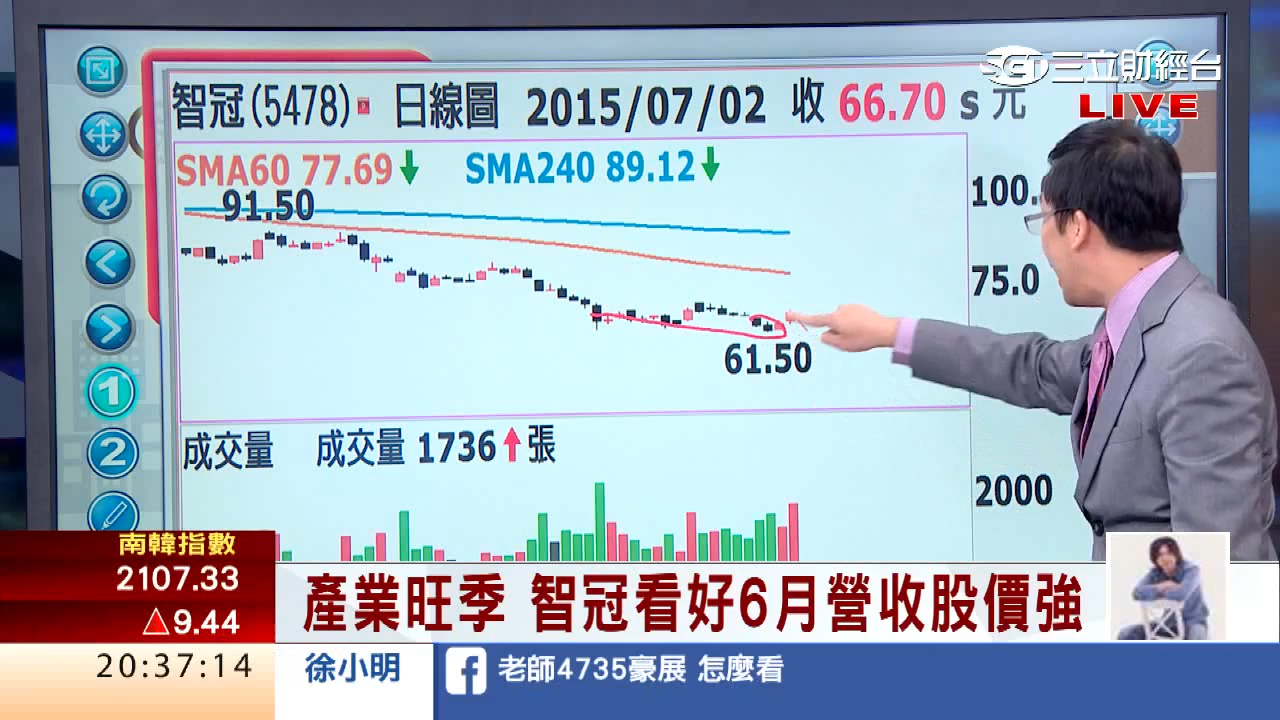 智冠(5478) 日線圖 2015/07/02 收 66.70 s 元
三立財經台
LIVE
SMA60 77.69↓ SMA240 89.12↓
91.50
100.
75.0
61.50
成交量 成交量 1736↑張
2000
1
2
南韓指數
2107.33
△9.44
產業旺季 智冠看好6月營收股價強
20:37:14
徐小明
老師4735豪展 怎麼看